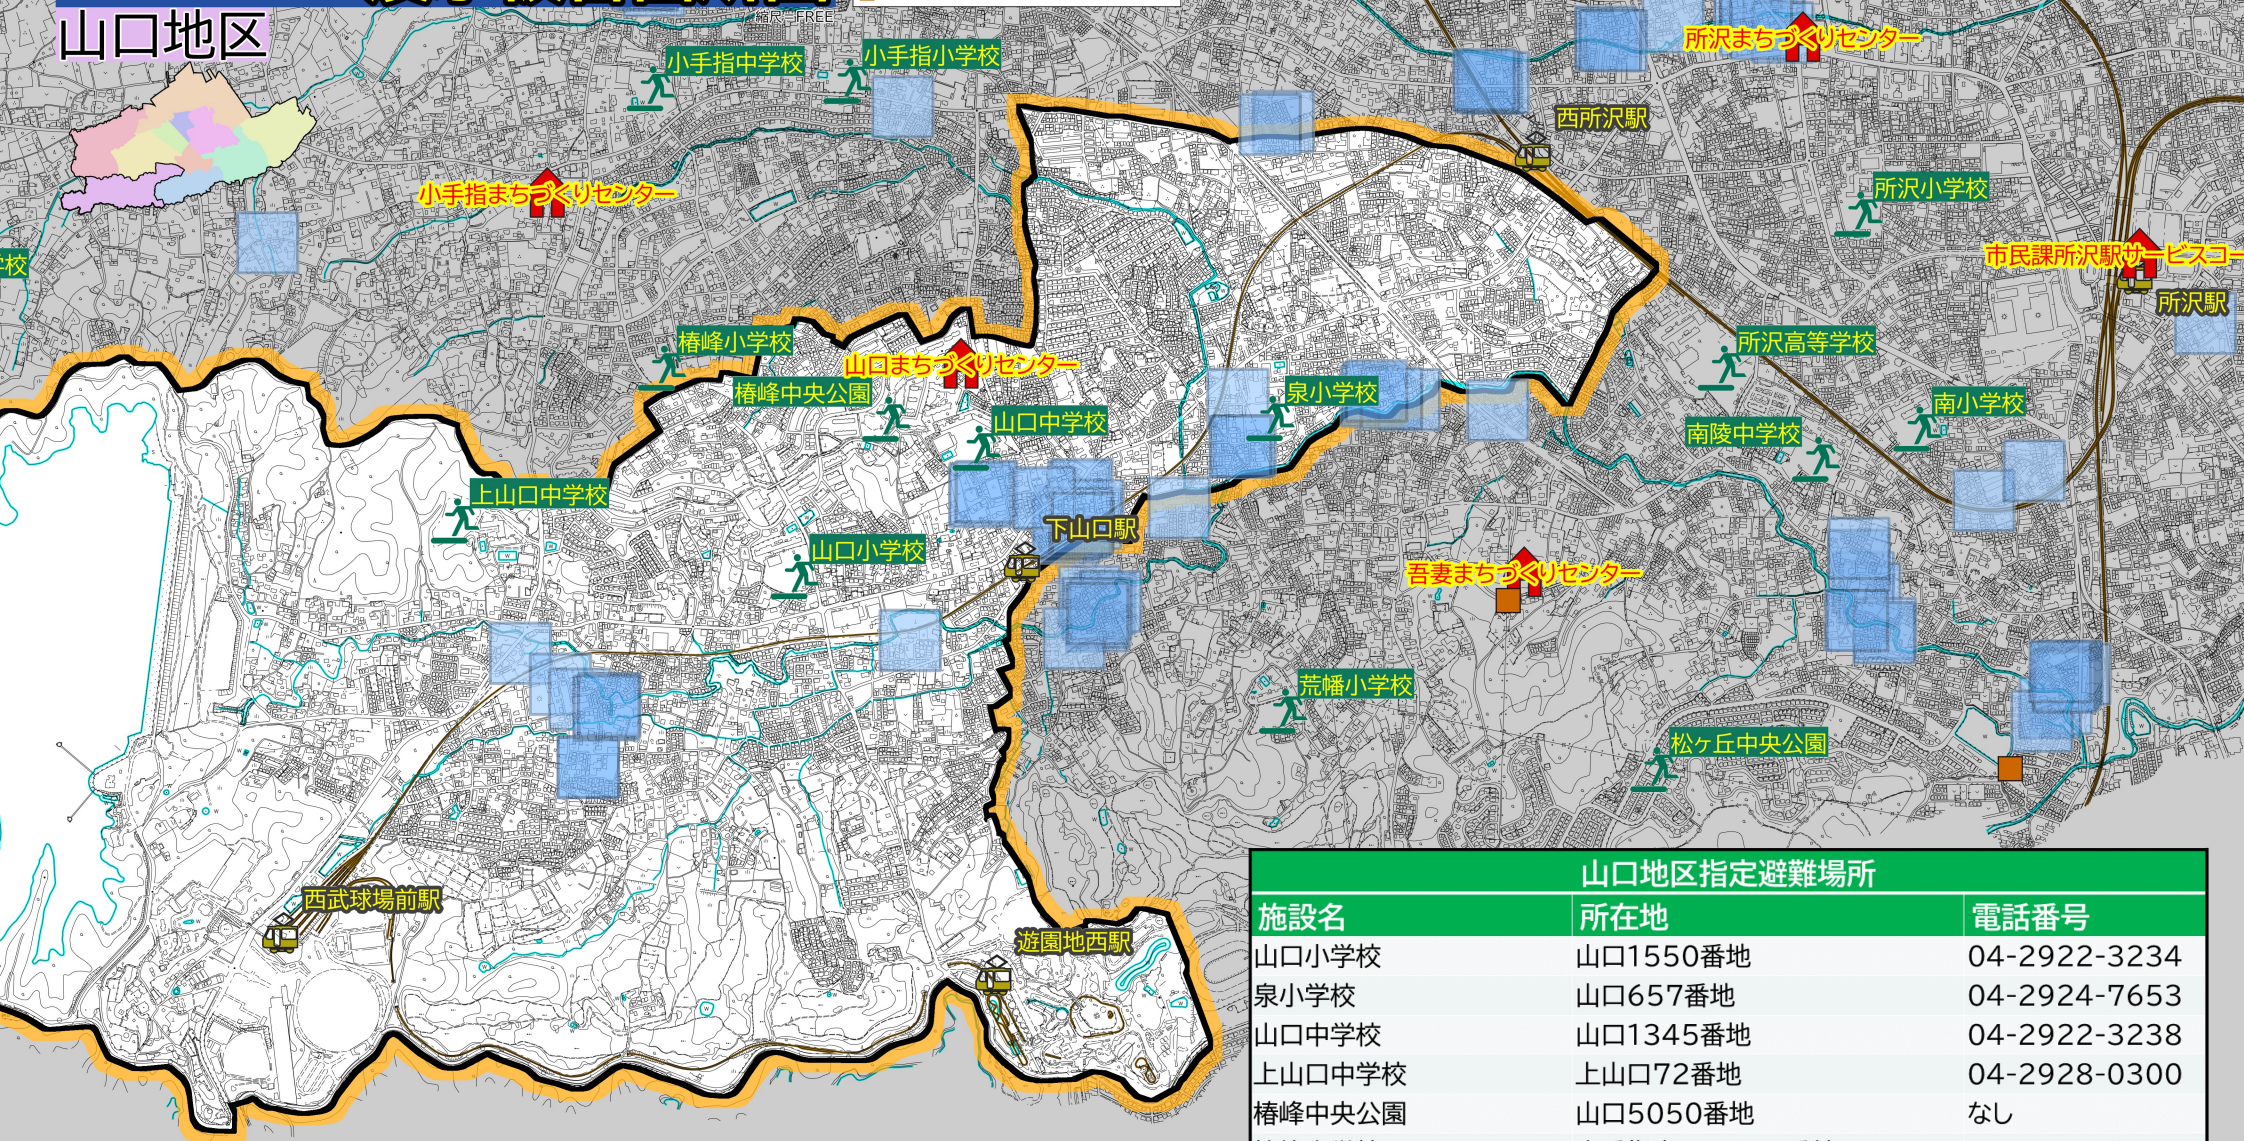 縮尺=FREE
山口地区
小手指中学校
小手指小学校
所沢まちづくりセンター
西所沢駅
小手指まちづくりセンター
所沢小学校
学校
市民課所沢駅サービスコー
所沢駅
椿峰小学校
山口まちづくりセンター
所沢高等学校
椿峰中央公園
泉小学校
山口中学校
南小学校
南陵中学校
上山口中学校
下山口駅
山口小学校
吾妻まちづくりセンター
荒幡小学校
松ヶ丘中央公園
西武球場前駅
遊園地西駅
山口地区指定避難場所
施設名 所在地 電話番号
山口小学校 山口1550番地 04-2922-3234
泉小学校 山口657番地 04-2924-7653
山口中学校 山口1345番地 04-2922-3238
上山口中学校 上山口72番地 04-2928-0300
椿峰中央公園 山口5050番地 なし